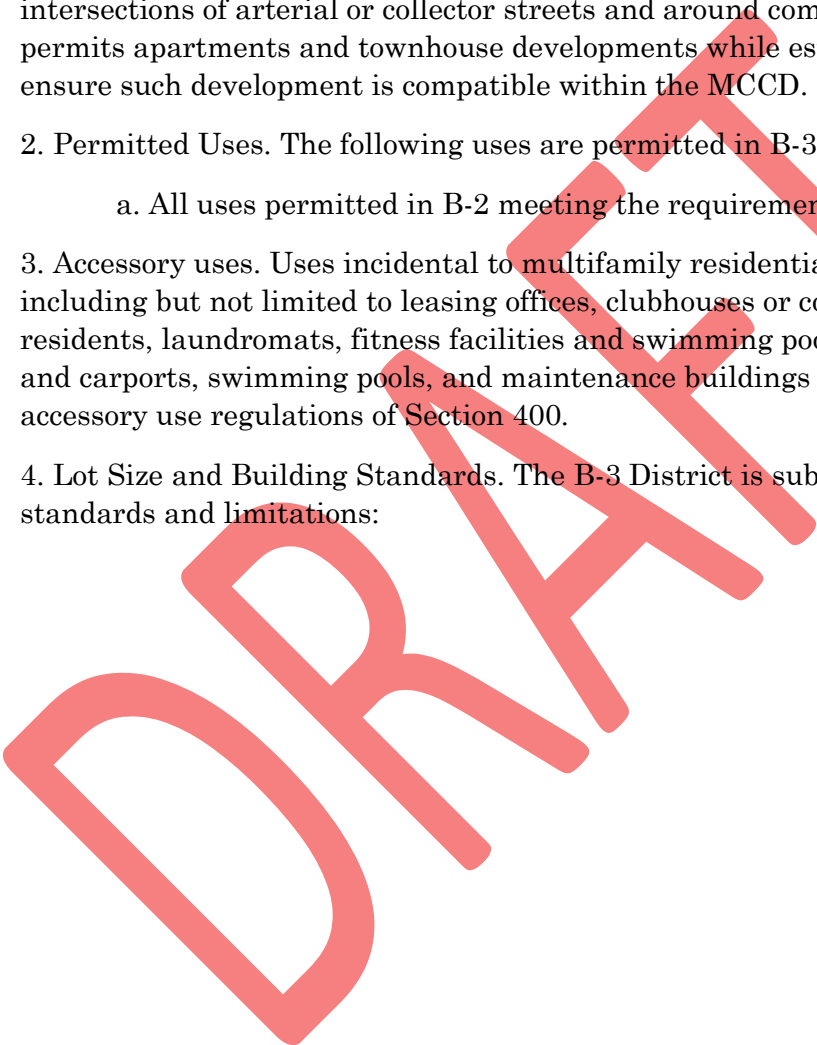 intersections of arterial or collector streets and around com
permits apartments and townhouse developments while es
ensure such development is compatible within the MCCD.
2. Permitted Uses. The following uses are permitted in B-3
a. All uses permitted in B-2 meeting the requiremen
3. Accessory uses. Uses incidental to multifamily residentia
including but not limited to leasing offices, clubhouses or co
residents, laundromats, fitness facilities and swimming poo
and carports, swimming pools, and maintenance buildings
accessory use regulations of Section 400.
4. Lot Size and Building Standards. The B-3 District is sub
standards and limitations:
DRAFT